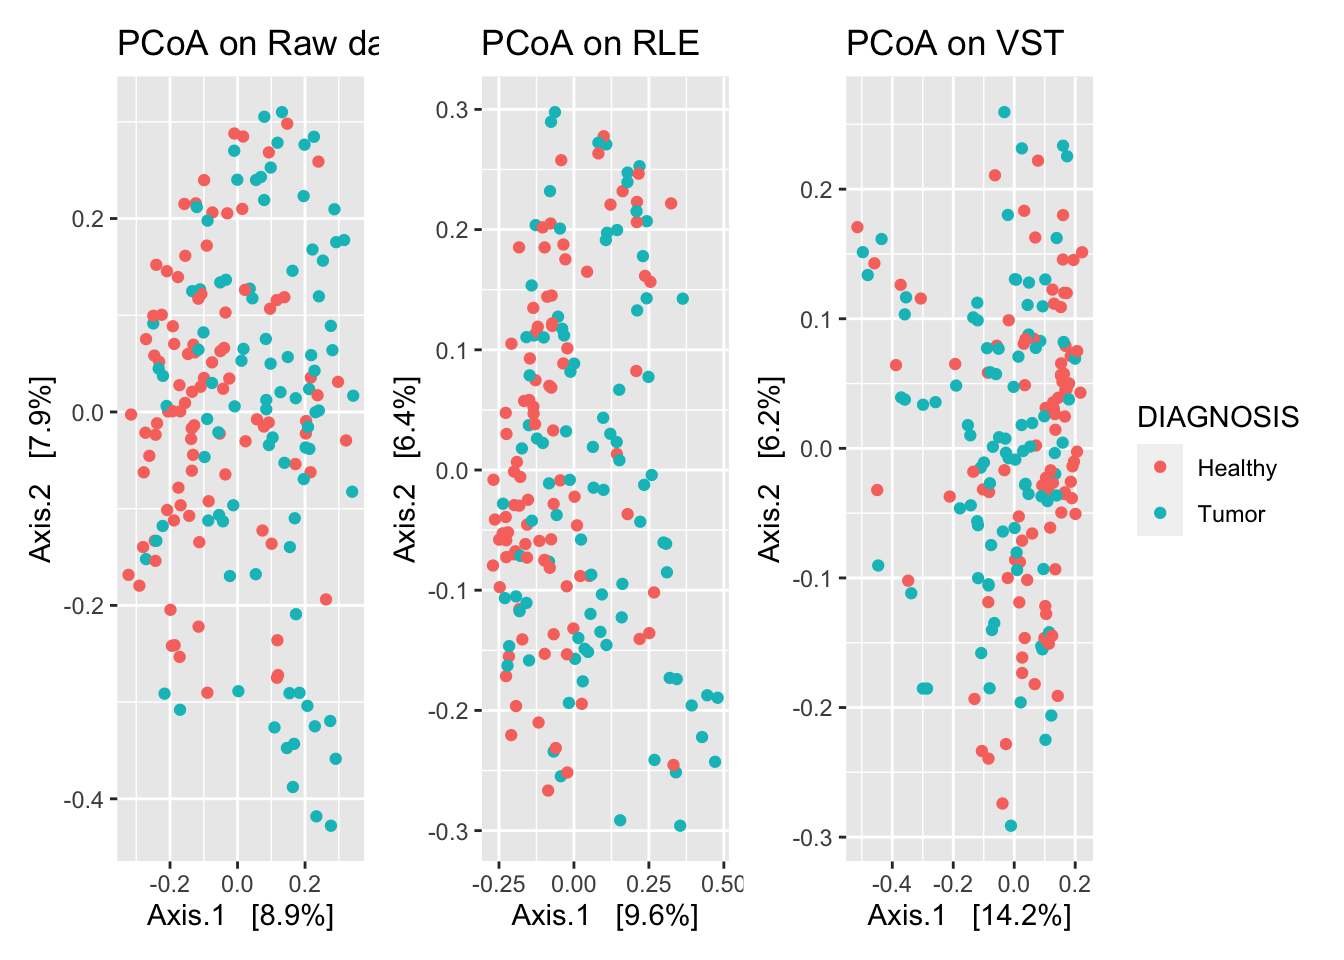 PCoA on Raw da
PCoA on RLE
PCoA on VST
Axis.2 [7.9%]
0.2
0.0
-0.2
-0.4
-0.2 0.0 0.2
Axis.1 [8.9%]
Axis.2 [6.4%]
0.3
0.2
0.1
0.0
-0.1
-0.2
-0.3
-0.25 0.00 0.25 0.50
Axis.1 [9.6%]
Axis.2 [6.2%]
0.2
0.1
0.0
-0.1
-0.2
-0.3
-0.4 -0.2 0.0 0.2
Axis.1 [14.2%]
DIAGNOSIS
Healthy
Tumor